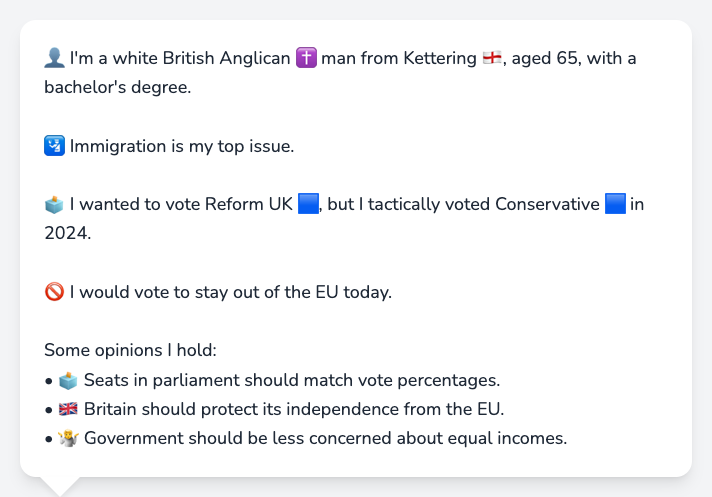 👤 I'm a white British Anglican ✝️ man from Kettering 🏴󠁧󠁢󠁥󠁮󠁧󠁿, aged 65, with a
bachelor's degree.
🛂 Immigration is my top issue.
🗳️ I wanted to vote Reform UK 🟦, but I tactically voted Conservative 🟦 in
2024.
🚫 I would vote to stay out of the EU today.
Some opinions I hold:
• 🗳️ Seats in parliament should match vote percentages.
• 🇬🇧 Britain should protect its independence from the EU.
• 🤷 Government should be less concerned about equal incomes.